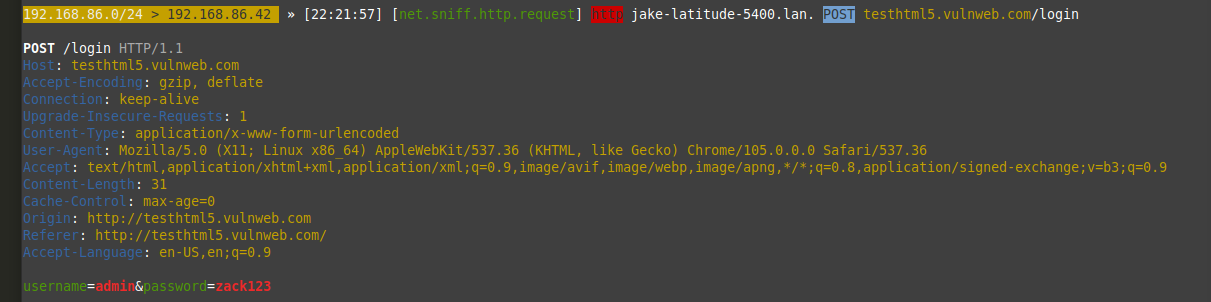 192.168.86.0/24 > 192.168.86.42 » [22:21:57] [net.sniff.http.request] http jake-latitude-5400.lan. POST testhtml5.vulnweb.com/login
POST /login HTTP/1.1
Host: testhtml5.vulnweb.com
Accept-Encoding: gzip, deflate
Connection: keep-alive
Upgrade-Insecure-Requests: 1
Content-Type: application/x-www-form-urlencoded
User-Agent: Mozilla/5.0 (X11; Linux x86_64) AppleWebKit/537.36 (KHTML, like Gecko) Chrome/105.0.0.0 Safari/537.36
Accept: text/html,application/xhtml+xml,application/xml;q=0.9,image/avif,image/webp,image/apng,*/*;q=0.8,application/signed-exchange;v=b3;q=0.9
Content-Length: 31
Cache-Control: max-age=0
Origin: http://testhtml5.vulnweb.com
Referer: http://testhtml5.vulnweb.com/
Accept-Language: en-US,en;q=0.9
username=admin&password=zack123